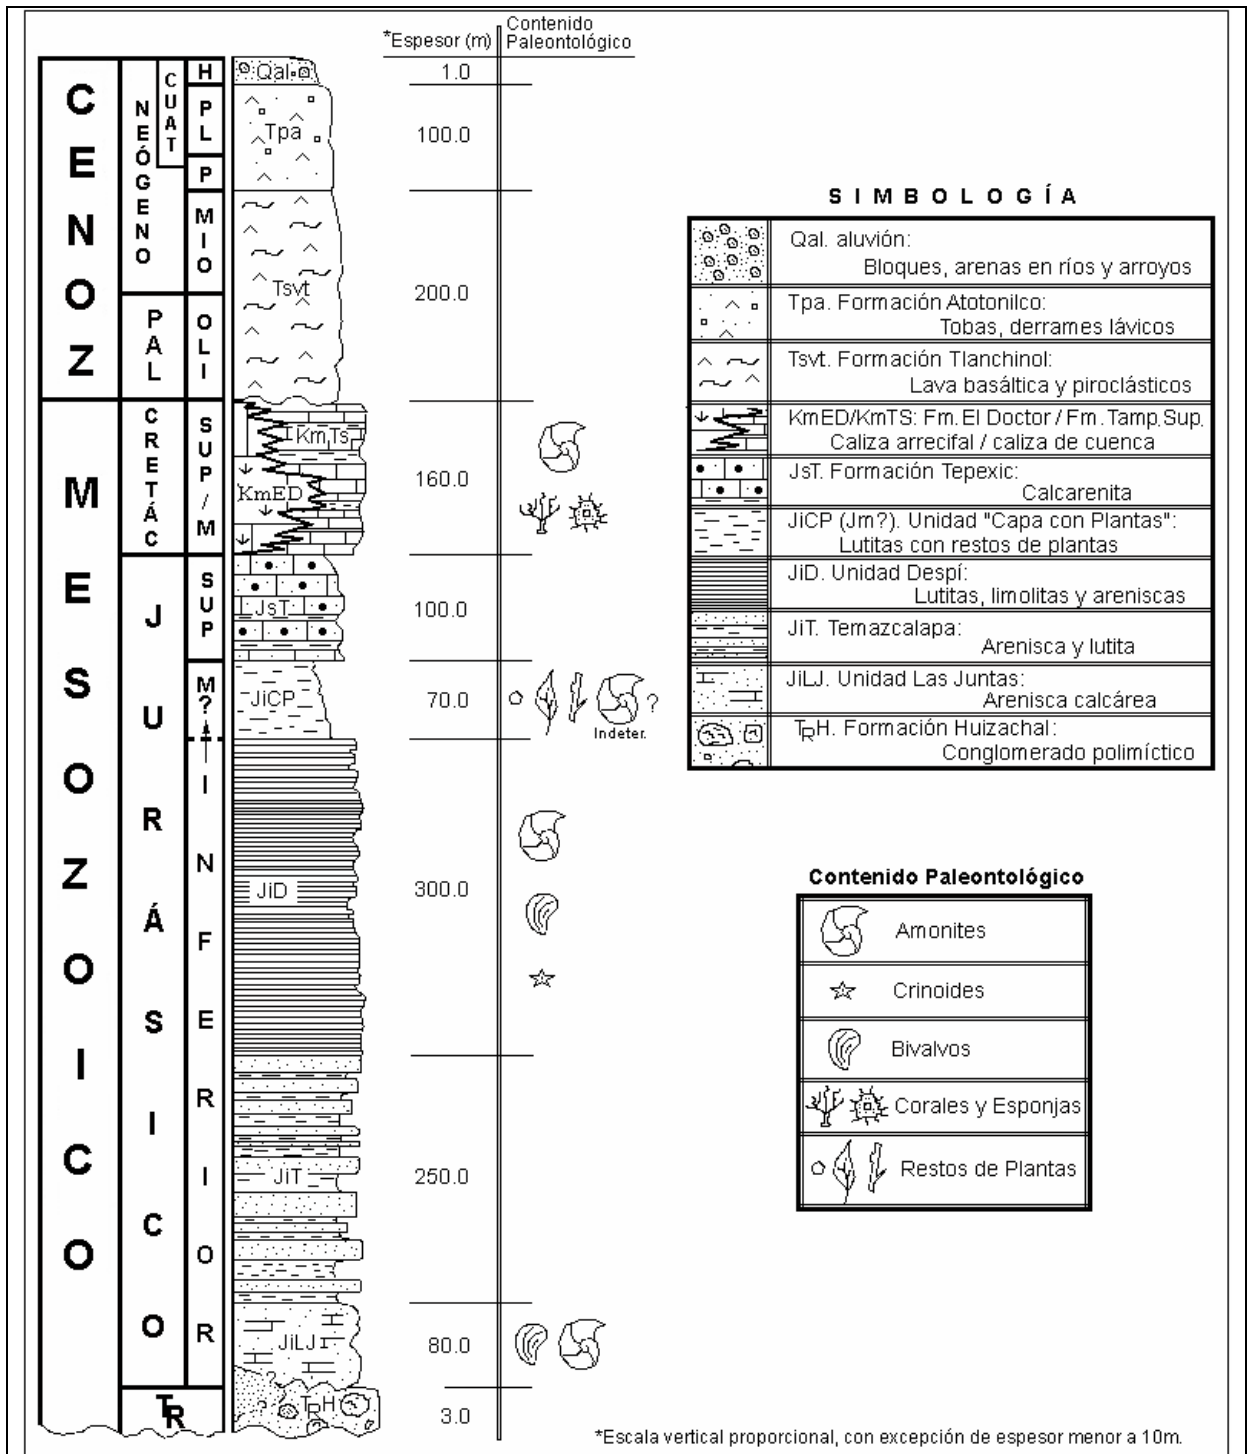 *Espesor (m)
Contenido
Paleontológico
CENOZ
MESOZOICO
NEÓGENO
CUAT
PAL
CRETÁC
JURÁSICO
TR
H
PL
P
MIO
OLI
SUP/M
SUP
M?
INFERIOR
Qal
Tpa
Tsvt
KmTs
KmED
JsT
JiCP
JiD
JiT
JiLJ
?
TRH
1.0
100.0
200.0
160.0
100.0
70.0
?
Indeter.
300.0
250.0
80.0
3.0
SIMBOLOGÍA
Qal. aluvión:
Bloques, arenas en ríos y arroyos
Tpa. Formación Atotonilco:
Tobas, derrames lávicos
Tsvt. Formación Tlanchinol:
Lava basáltica y piroclásticos
KmED/KmTS: Fm. El Doctor / Fm. Tamp. Sup.
Caliza arrecifal / caliza de cuenca
JsT. Formación Tepexic:
Calcarenita
JiCP (Jm?). Unidad "Capa con Plantas":
Lutitas con restos de plantas
JiD. Unidad Despí:
Lutitas, limolitas y areniscas
JiT. Temazcalapa:
Arenisca y lutita
JiLJ. Unidad Las Juntas:
Arenisca calcárea
TRH. Formación Huizachal:
Conglomerado polimíctico
Contenido Paleontológico
Amonites
Crinoides
Bivalvos
Corales y Esponjas
Restos de Plantas
*Escala vertical proporcional, con excepción de espesor menor a 10m.